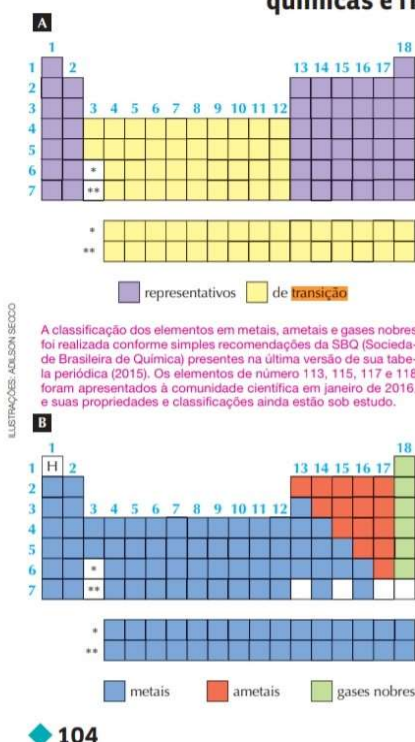 químicas e
A
1
18
1
2
13 14 15 16 17
2
3
3 4 5 6 7 8 9 10 11 12
4
5
6 *
7 **
*
**
representativos
de transição
A classificação dos elementos em metais, ametais e gases nobres
foi realizada conforme simples recomendações da SBQ (Socieda-
de Brasileira de Química) presentes na última versão de sua tabe-
la periódica (2015). Os elementos de número 113, 115, 117 e 118
foram apresentados à comunidade científica em janeiro de 2016,
e suas propriedades e classificações ainda estão sob estudo.
ILUSTRAÇÕES: ADILSON SECCO
B
1
18
1 H 2
13 14 15 16 17
2
3
3 4 5 6 7 8 9 10 11 12
4
5
6 *
7 **
*
**
metais
ametais
gases nobres
104